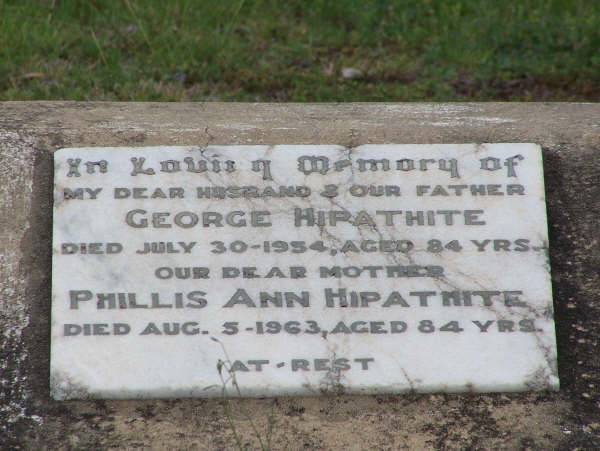 In Loving Memory of
MY DEAR HUSBAND & OUR FATHER
GEORGE HIPATHITE
DIED JULY 30-1954, AGED 84 YRS.
OUR DEAR MOTHER
PHILLIS ANN HIPATHITE
DIED AUG. 5-1963, AGED 84 YRS.
AT-REST